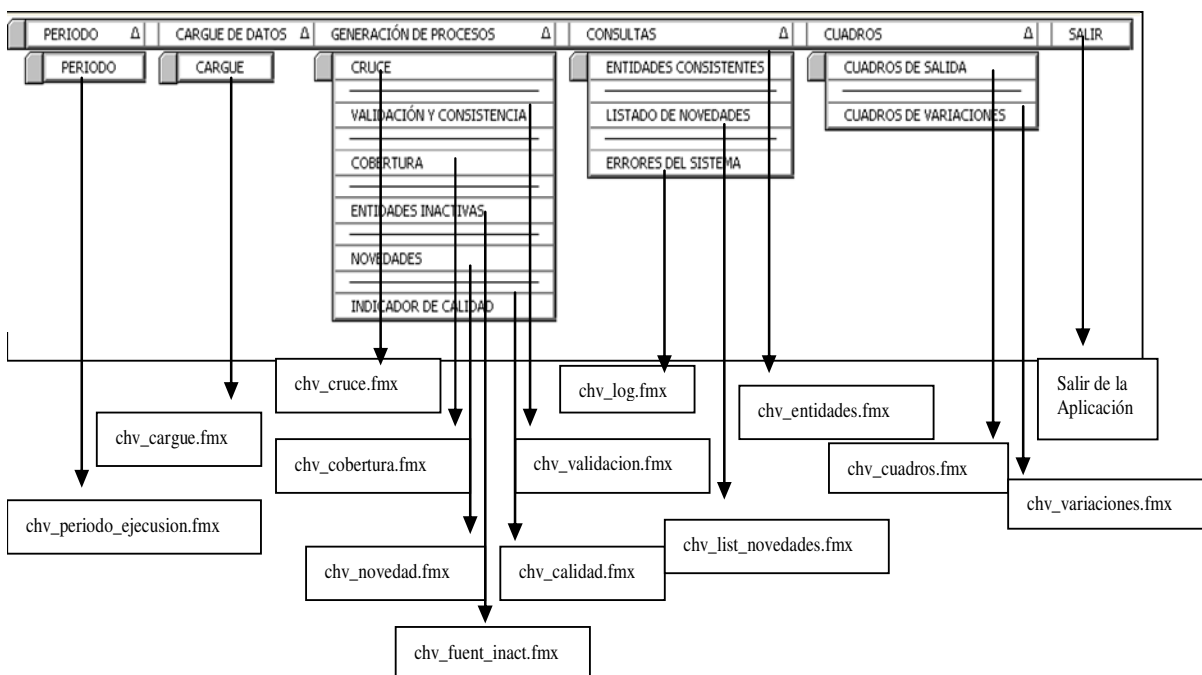 PERIODO Δ CARGUE DE DATOS Δ GENERACIÓN DE PROCESOS Δ CONSULTAS Δ CUADROS Δ SALIR
PERIODO
CARGUE
CRUCE
VALIDACIÓN Y CONSISTENCIA
COBERTURA
ENTIDADES INACTIVAS
NOVEDADES
INDICADOR DE CALIDAD
ENTIDADES CONSISTENTES
LISTADO DE NOVEDADES
ERRORES DEL SISTEMA
CUADROS DE SALIDA
CUADROS DE VARIACIONES
chv_cruce.fmx
chv_log.fmx
chv_entidades.fmx
Salir de la
Aplicación
chv_cargue.fmx
chv_cobertura.fmx
chv_validacion.fmx
chv_cuadros.fmx
chv_variaciones.fmx
chv_periodo_ejecusion.fmx
chv_list_novedades.fmx
chv_novedad.fmx
chv_calidad.fmx
chv_fuent_inact.fmx